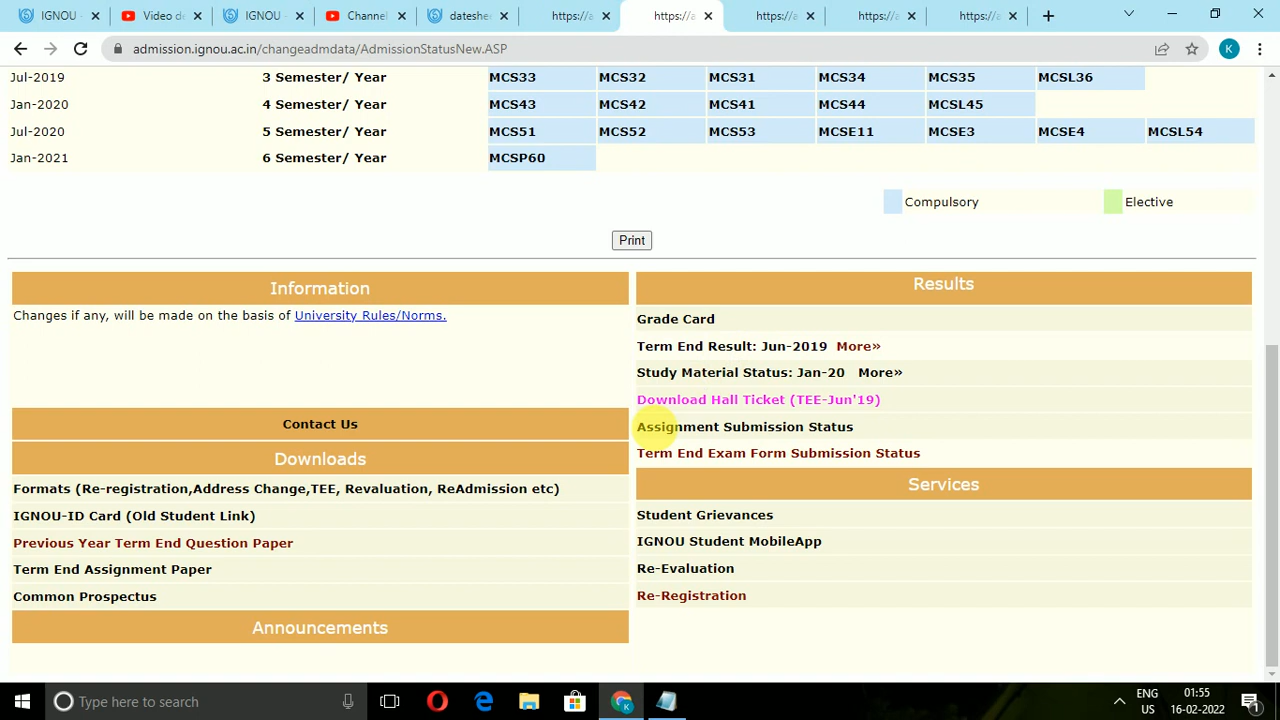 IGNOU -
Video de
IGNOU -
Channel
dateshee
https://a
https://a
https://a
https://a
https://a
admission.ignou.ac.in/changeadmdata/AdmissionStatusNew.ASP
K
Jul-2019 3 Semester/ Year MCS33 MCS32 MCS31 MCS34 MCS35 MCSL36
Jan-2020 4 Semester/ Year MCS43 MCS42 MCS41 MCS44 MCSL45
Jul-2020 5 Semester/ Year MCS51 MCS52 MCS53 MCSE11 MCSE3 MCSE4 MCSL54
Jan-2021 6 Semester/ Year MCSP60
Compulsory Elective
Print
Information
Changes if any, will be made on the basis of University Rules/Norms.
Contact Us
Downloads
Formats (Re-registration,Address Change,TEE, Revaluation, ReAdmission etc)
IGNOU-ID Card (Old Student Link)
Previous Year Term End Question Paper
Term End Assignment Paper
Common Prospectus
Announcements
Results
Grade Card
Term End Result: Jun-2019 More»
Study Material Status: Jan-20 More»
Download Hall Ticket (TEE-Jun'19)
Assignment Submission Status
Term End Exam Form Submission Status
Services
Student Grievances
IGNOU Student MobileApp
Re-Evaluation
Re-Registration
Type here to search
ENG
US
01:55
16-02-2022
1